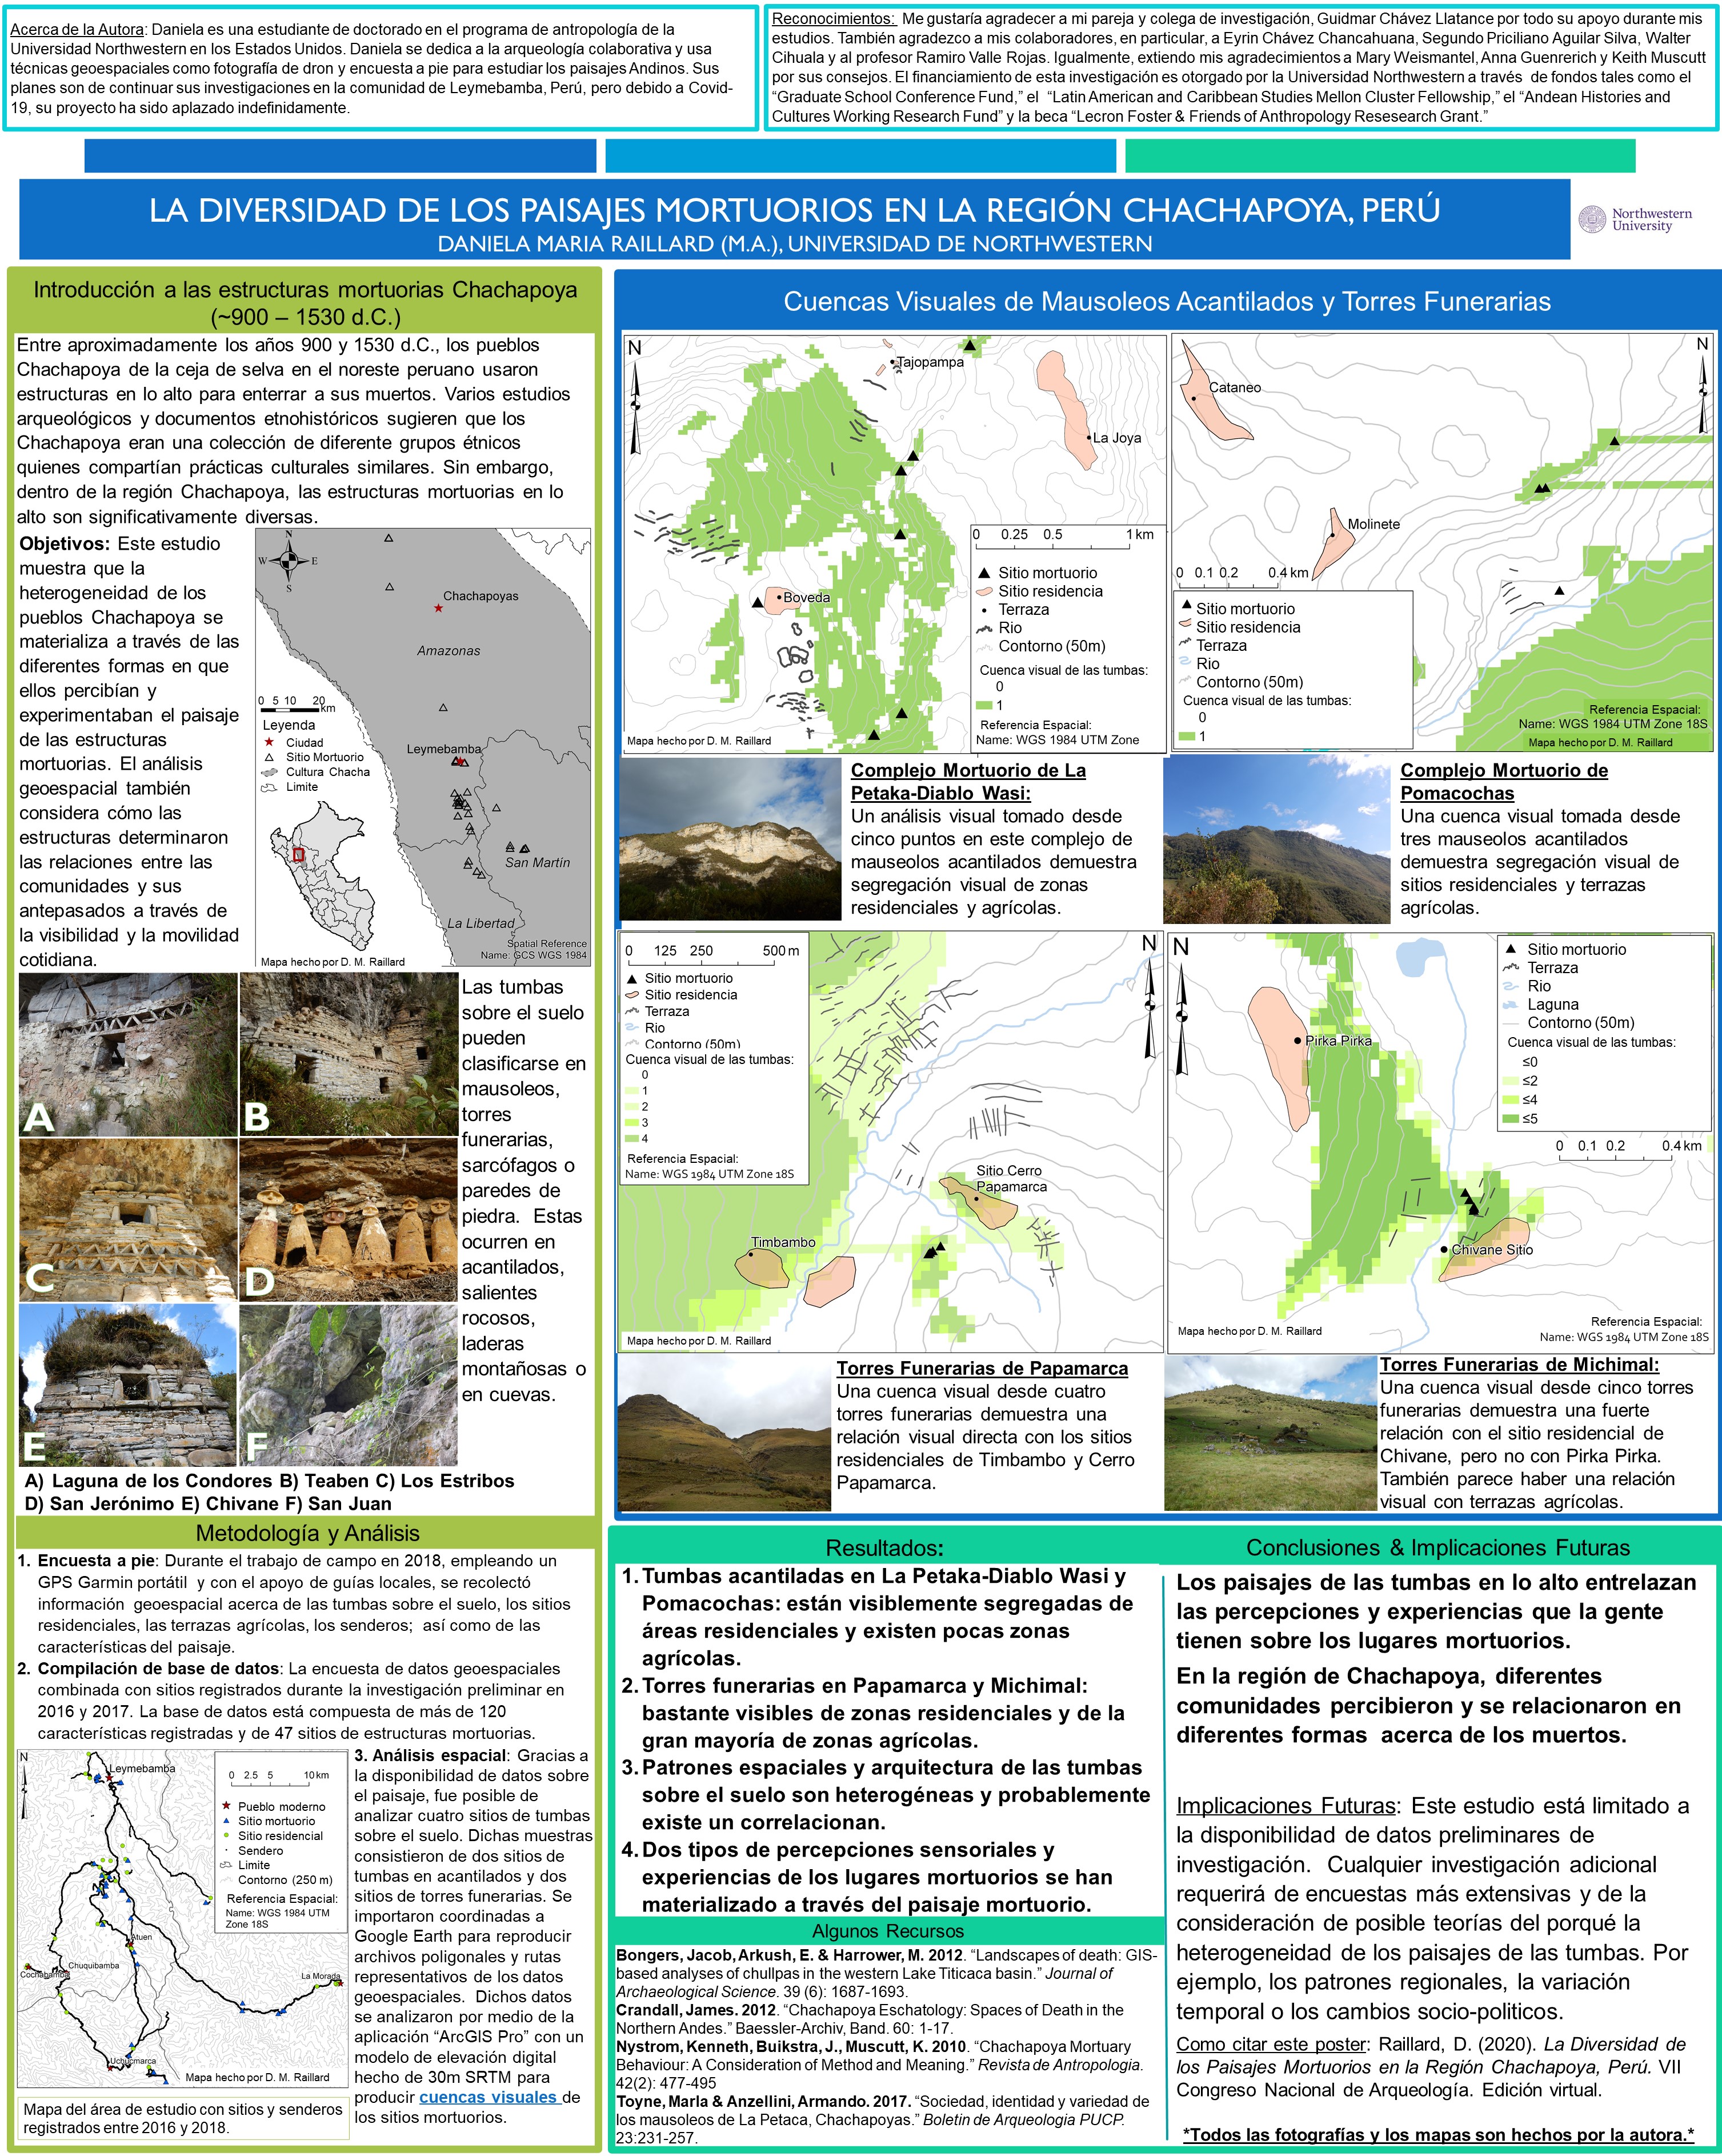 Acerca de la Autora: Daniela es una estudiante de doctorado en el programa de antropología de la
Universidad Northwestern en los Estados Unidos. Daniela se dedica a la arqueología colaborativa y usa
técnicas geoespaciales como fotografía de dron y encuesta a pie para estudiar los paisajes Andinos. Sus
planes son de continuar sus investigaciones en la comunidad de Leymebamba, Perú, pero debido a Covid-
19, su proyecto ha sido aplazado indefinidamente.
Reconocimientos: Me gustaría agradecer a mi pareja y colega de investigación, Guidmar Chávez Llatance por todo su apoyo durante mis
estudios. También agradezco a mis colaboradores, en particular, a Eyrin Chávez Chancahuana, Segundo Priciliano Aguilar Silva, Walter
Cihuala y al profesor Ramiro Valle Rojas. Igualmente, extiendo mis agradecimientos a Mary Weismantel, Anna Guenrerich y Keith Muscutt
por sus consejos. El financiamiento de esta investigación es otorgado por la Universidad Northwestern a través de fondos tales como el
“Graduate School Conference Fund,” el “Latin American and Caribbean Studies Mellon Cluster Fellowship,” el “Andean Histories and
Cultures Working Research Fund” y la beca “Lecron Foster & Friends of Anthropology Resesearch Grant.”
LA DIVERSIDAD DE LOS PAISAJES MORTUORIOS EN LA REGIÓN CHACHAPOYA, PERÚ
DANIELA MARIA RAILLARD (M.A.), UNIVERSIDAD DE NORTHWESTERN
Northwestern
University
Introducción a las estructuras mortuorias Chachapoya
(~900 – 1530 d.C.)
Entre aproximadamente los años 900 y 1530 d.C., los pueblos
Chachapoya de la ceja de selva en el noreste peruano usaron
estructuras en lo alto para enterrar a sus muertos. Varios estudios
arqueológicos y documentos etnohistóricos sugieren que los
Chachapoya eran una colección de diferente grupos étnicos
quienes compartían prácticas culturales similares. Sin embargo,
dentro de la región Chachapoya, las estructuras mortuorias en lo
alto son significativamente diversas.
Objetivos: Este estudio
muestra que la
heterogeneidad de los
pueblos Chachapoya se
materializa a través de las
diferentes formas en que
ellos percibían y
experimentaban el paisaje
de las estructuras
mortuorias. El análisis
geoespacial también
considera cómo las
estructuras determinaron
las relaciones entre las
comunidades y sus
antepasados a través de
la visibilidad y la movilidad
cotidiana.
N
W E
S
Chachapoyas
Amazonas
0 5 10 20
km
Leyenda
Ciudad
Sitio Mortuorio
Cultura Chacha
Limite
Leymebamba
San Martín
La Libertad
Spatial Reference
Name: GCS WGS 1984
Mapa hecho por D. M. Raillard
A
B
C
D
E
F
Las tumbas
sobre el suelo
pueden
clasificarse en
mausoleos,
torres
funerarias,
sarcófagos o
paredes de
piedra. Estas
ocurren en
acantilados,
salientes
rocosos,
laderas
montañosas o
en cuevas.
A) Laguna de los Condores B) Teaben C) Los Estribos
D) San Jerónimo E) Chivane F) San Juan
Metodología y Análisis
1. Encuesta a pie: Durante el trabajo de campo en 2018, empleando un
GPS Garmin portátil y con el apoyo de guías locales, se recolectó
información geoespacial acerca de las tumbas sobre el suelo, los sitios
residenciales, las terrazas agrícolas, los senderos; así como de las
características del paisaje.
2. Compilación de base de datos: La encuesta de datos geoespaciales
combinada con sitios registrados durante la investigación preliminar en
2016 y 2017. La base de datos está compuesta de más de 120
características registradas y de 47 sitios de estructuras mortuorias.
N
Leymebamba
0 2.5 5 10 km
Pueblo moderno
Sitio mortuorio
Sitio residencial
Sendero
Limite
Contorno (250 m)
Referencia Espacial:
Name: WGS 1984 UTM
Zone 18S
Atuen
Chuquibamba
Cochabamba
La Morada
Uchucmarca
Mapa hecho por D. M. Raillard
Mapa del área de estudio con sitios y senderos
registrados entre 2016 y 2018.
3. Análisis espacial: Gracias a
la disponibilidad de datos sobre
el paisaje, fue posible de
analizar cuatro sitios de tumbas
sobre el suelo. Dichas muestras
consistieron de dos sitios de
tumbas en acantilados y dos
sitios de torres funerarias. Se
importaron coordinadas a
Google Earth para reproducir
archivos poligonales y rutas
representativos de los datos
geoespaciales. Dichos datos
se analizaron por medio de la
aplicación “ArcGIS Pro” con un
modelo de elevación digital
hecho de 30m SRTM para
producir cuencas visuales de
los sitios mortuorios.
Cuencas Visuales de Mausoleos Acantilados y Torres Funerarias
N
Tajopampa
La Joya
Boveda
0 0.25 0.5 1 km
Sitio mortuorio
Sitio residencia
Terraza
Rio
Contorno (50m)
Cuenca visual de las tumbas:
0
1
Referencia Espacial:
Name: WGS 1984 UTM Zone
Mapa hecho por D. M. Raillard
N
Cataneo
Molinete
0 0.1 0.2 0.4 km
Sitio mortuorio
Sitio residencia
Terraza
Rio
Contorno (50m)
Cuenca visual de las tumbas:
0
1
Referencia Espacial:
Name: WGS 1984 UTM Zone 18S
Mapa hecho por D. M. Raillard
Complejo Mortuorio de La
Petaka-Diablo Wasi:
Un análisis visual tomado desde
cinco puntos en este complejo de
mauseolos acantilados demuestra
segregación visual de zonas
residenciales y agrícolas.
Complejo Mortuorio de
Pomacochas
Una cuenca visual tomada desde
tres mauseolos acantilados
demuestra segregación visual de
sitios residenciales y terrazas
agrícolas.
0 125 250 500 m
Sitio mortuorio
Sitio residencia
Terraza
Rio
Contorno (50m)
Cuenca visual de las tumbas:
0
1
2
3
4
Referencia Espacial:
Name: WGS 1984 UTM Zone 18S
N
Sitio Cerro
Papamarca
Timbambo
Mapa hecho por D. M. Raillard
N
Pirka Pirka
Sitio mortuorio
Terraza
Rio
Laguna
Contorno (50m)
Cuenca visual de las tumbas:
≤0
≤2
≤4
≤5
0 0.1 0.2 0.4 km
Chivane Sitio
Mapa hecho por D. M. Raillard
Referencia Espacial:
Name: WGS 1984 UTM Zone 18S
Torres Funerarias de Papamarca
Una cuenca visual desde cuatro
torres funerarias demuestra una
relación visual directa con los sitios
residenciales de Timbambo y Cerro
Papamarca.
Torres Funerarias de Michimal:
Una cuenca visual desde cinco torres
funerarias demuestra una fuerte
relación con el sitio residencial de
Chivane, pero no con Pirka Pirka.
También parece haber una relación
visual con terrazas agrícolas.
Resultados:
1. Tumbas acantiladas en La Petaka-Diablo Wasi y
Pomacochas: están visiblemente segregadas de
áreas residenciales y existen pocas zonas
agrícolas.
2. Torres funerarias en Papamarca y Michimal:
bastante visibles de zonas residenciales y de la
gran mayoría de zonas agrícolas.
3. Patrones espaciales y arquitectura de las tumbas
sobre el suelo son heterogéneas y probablemente
existe un correlacionan.
4. Dos tipos de percepciones sensoriales y
experiencias de los lugares mortuorios se han
materializado a través del paisaje mortuorio.
Algunos Recursos
Bongers, Jacob, Arkush, E. & Harrower, M. 2012. “Landscapes of death: GIS-
based analyses of chullpas in the western Lake Titicaca basin.” Journal of
Archaeological Science. 39 (6): 1687-1693.
Crandall, James. 2012. “Chachapoya Eschatology: Spaces of Death in the
Northern Andes.” Baessler-Archiv, Band. 60: 1-17.
Nystrom, Kenneth, Buikstra, J., Muscutt, K. 2010. “Chachapoya Mortuary
Behaviour: A Consideration of Method and Meaning.” Revista de Antropologia.
42(2): 477-495
Toyne, Marla & Anzellini, Armando. 2017. “Sociedad, identidad y variedad de
los mausoleos de La Petaca, Chachapoyas.” Boletin de Arqueologia PUCP.
23:231-257.
Conclusiones & Implicaciones Futuras
Los paisajes de las tumbas en lo alto entrelazan
las percepciones y experiencias que la gente
tienen sobre los lugares mortuorios.
En la región de Chachapoya, diferentes
comunidades percibieron y se relacionaron en
diferentes formas acerca de los muertos.
Implicaciones Futuras: Este estudio está limitado a
la disponibilidad de datos preliminares de
investigación. Cualquier investigación adicional
requerirá de encuestas más extensivas y de la
consideración de posible teorías del porqué la
heterogeneidad de los paisajes de las tumbas. Por
ejemplo, los patrones regionales, la variación
temporal o los cambios socio-politicos.
Como citar este poster: Raillard, D. (2020). La Diversidad de
los Paisajes Mortuorios en la Región Chachapoya, Perú. VII
Congreso Nacional de Arqueología. Edición virtual.
*Todos las fotografías y los mapas son hechos por la autora.*